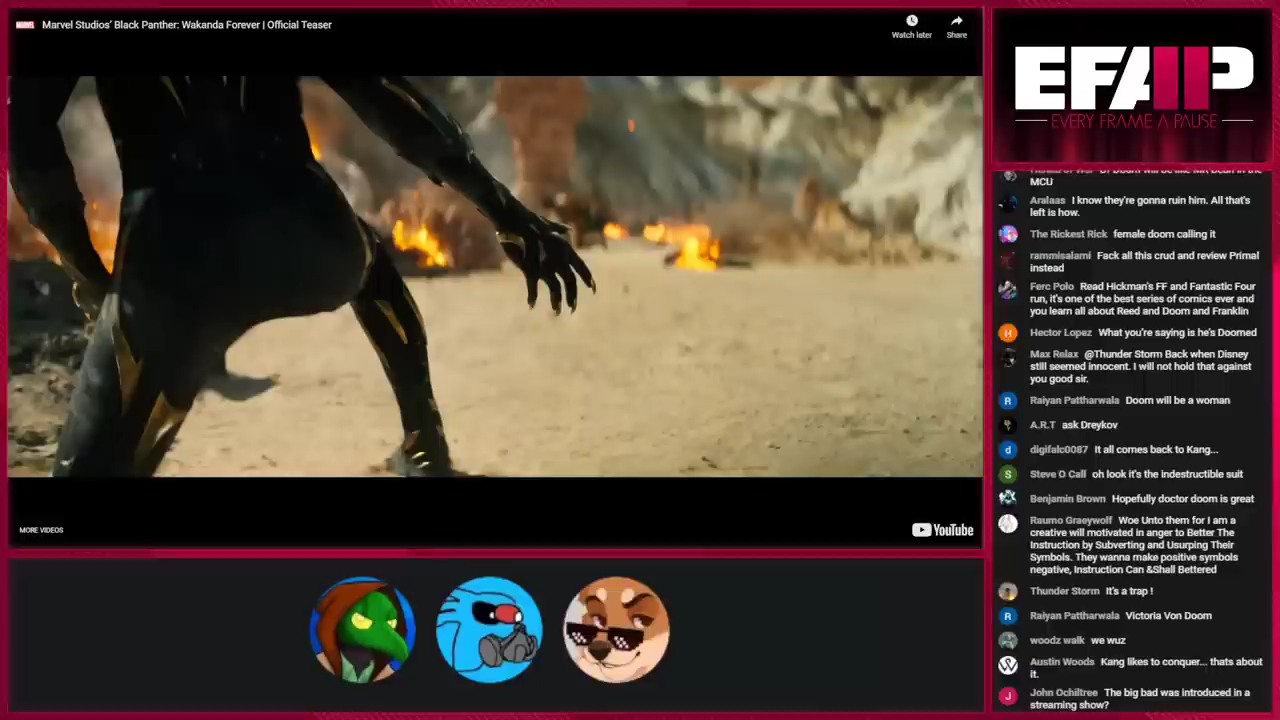 MARVEL Marvel Studios' Black Panther: Wakanda Forever | Official Teaser
Watch later
Share
MORE VIDEOS
YouTube
EFAP
EVERY FRAME A PAUSE
MCU
Aralaas I know they're gonna ruin him. All that's
left is how.
The Rickest Rick female doom calling it
rammisalami Fack all this crud and review Primal
instead
Ferc Polo Read Hickman's FF and Fantastic Four
run, it's one of the best series of comics ever and
you learn all about Reed and Doom and Franklin
Hector Lopez What you're saying is he's Doomed
Max Relax @Thunder Storm Back when Disney
still seemed innocent. I will not hold that against
you good sir.
Raiyan Pattharwala Doom will be a woman
A.R.T ask Dreykov
digifalc0087 It all comes back to Kang...
Steve O Call oh look it's the indestructible suit
Benjamin Brown Hopefully doctor doom is great
Raumo Graeywolf Woe Unto them for I am a
creative will motivated in anger to Better The
Instruction by Subverting and Usurping Their
Symbols. They wanna make positive symbols
negative, Instruction Can &Shall Bettered
Thunder Storm It's a trap !
Raiyan Pattharwala Victoria Von Doom
woodz walk we wuz
Austin Woods Kang likes to conquer... thats about
it.
John Ochiltree The big bad was introduced in a
streaming show?